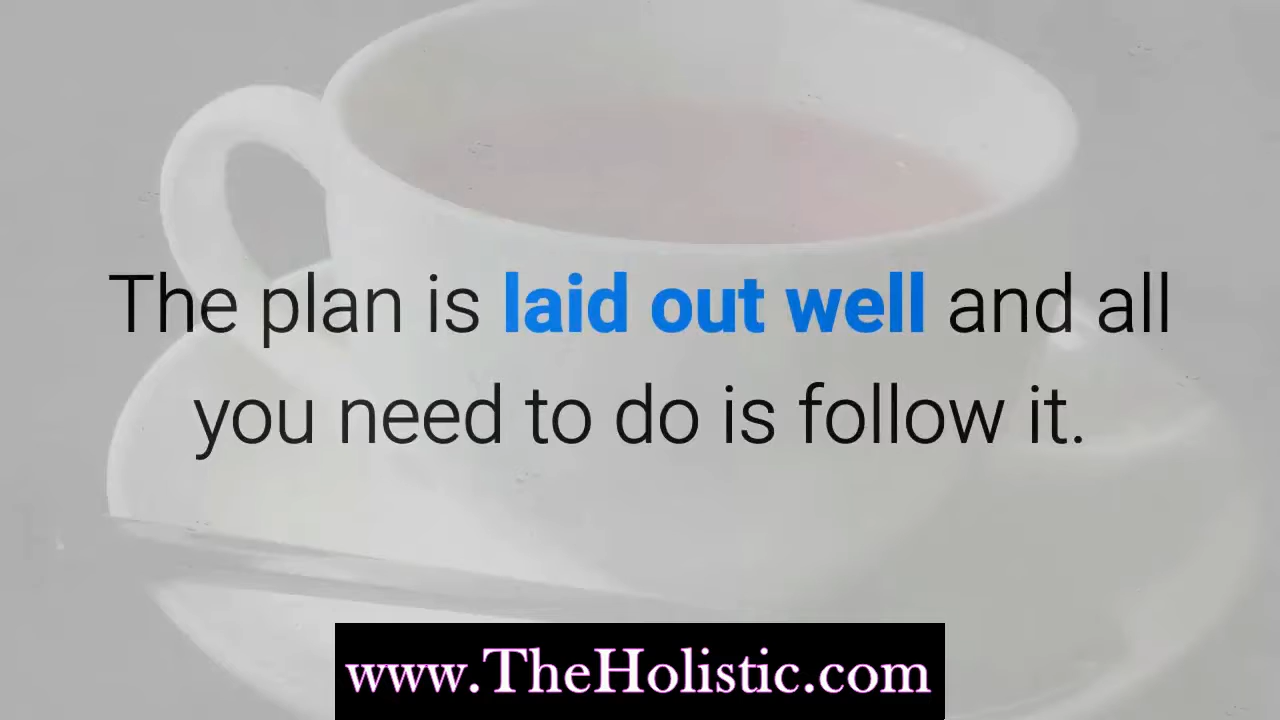 The plan is laid out well and all
you need to do is follow it.
www.TheHolistic.com